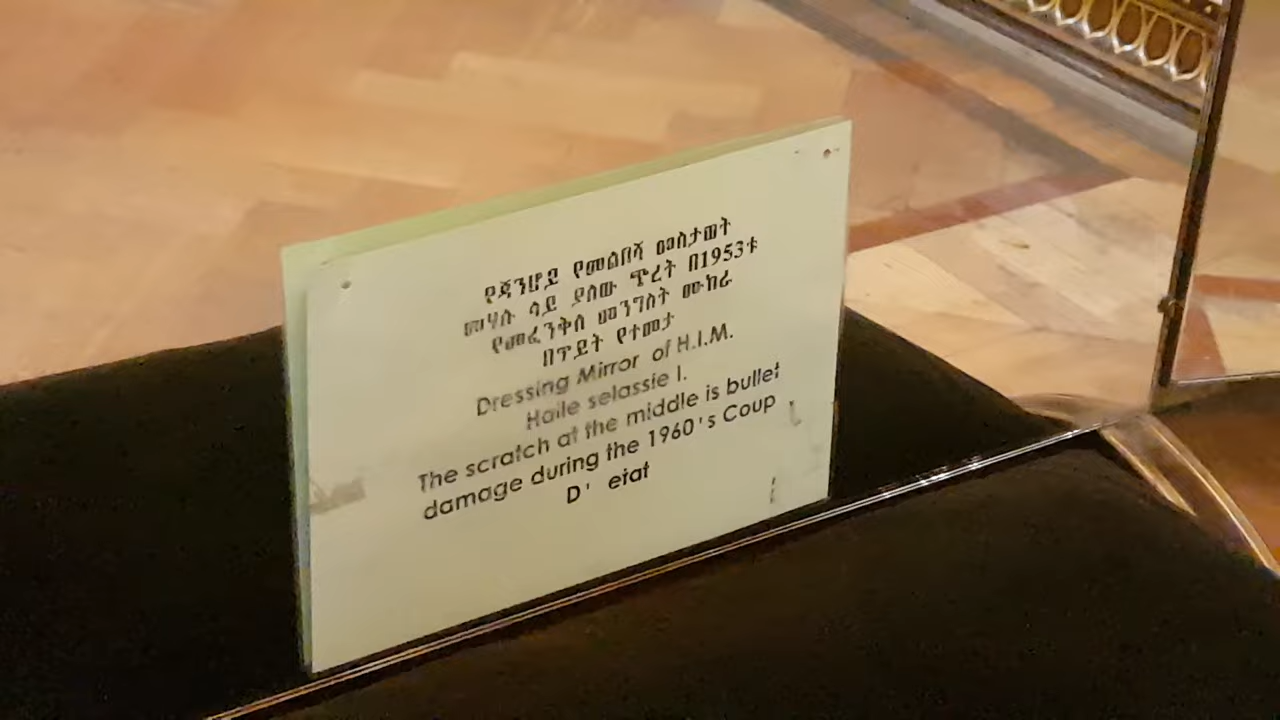 የጃንሆይ የመልበሻ መስታወት
መሃሉ ላይ ያለው ጭረት በ1953ቱ
የመፈንቅለ መንግስት ሙከራ
በጥይት የተመታ
Dressing Mirror of H.I.M.
Haile selassie I.
The scratch at the middle is bullet
damage during the 1960's Coup
D' etat